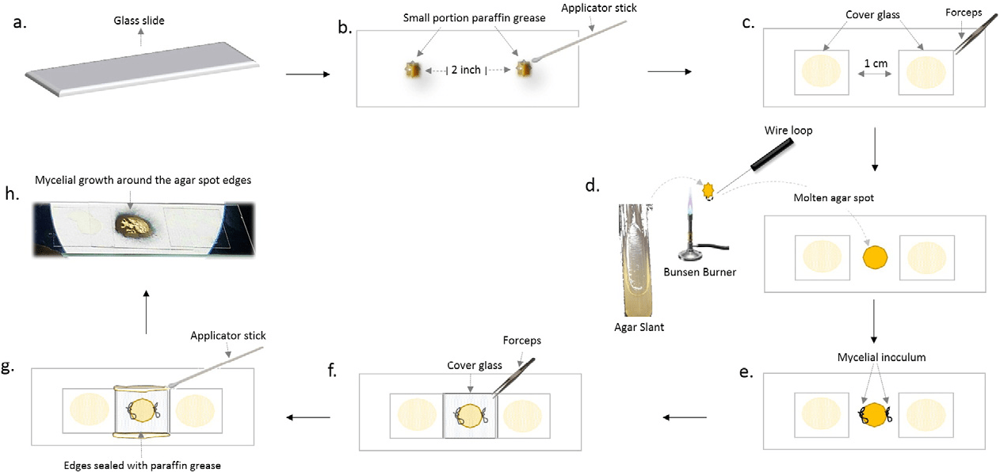 a.
Glass slide
b.
Small portion paraffin grease
Applicator stick
2 inch
c.
Cover glass
Forceps
1 cm
d.
Wire loop
Molten agar spot
Bunsen Burner
Agar Slant
e.
Mycelial inocculum
f.
Cover glass
Forceps
g.
Applicator stick
Edges sealed with paraffin grease
h.
Mycelial growth around the agar spot edges